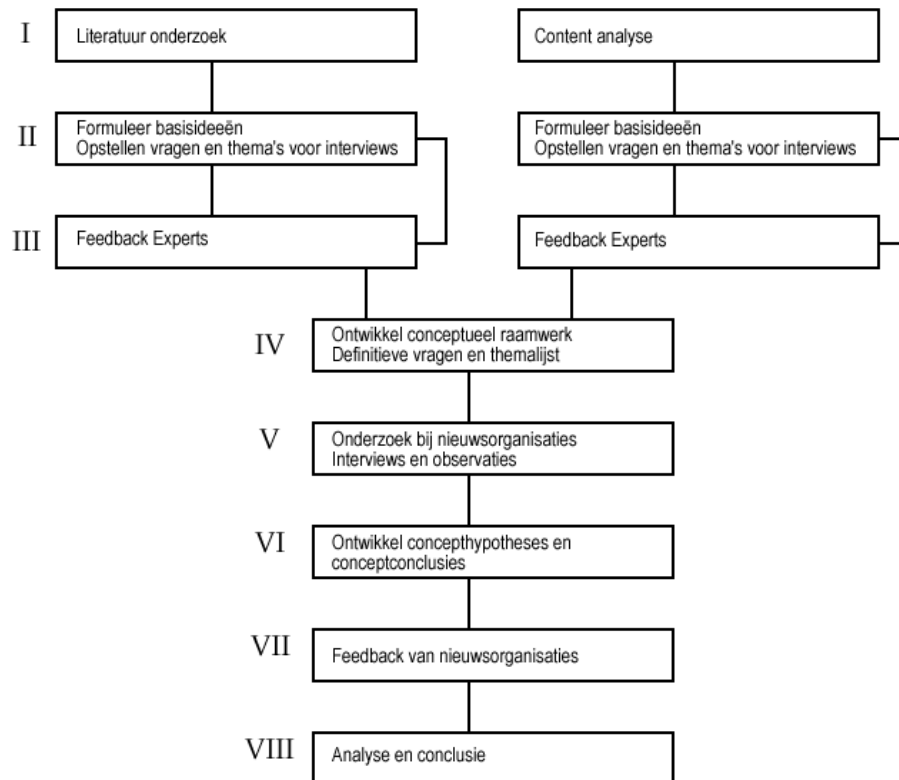 I
Literatuur onderzoek
Content analyse
II
Formuleer basisideeën
Opstellen vragen en thema's voor interviews
Formuleer basisideeën
Opstellen vragen en thema's voor interviews
III
Feedback Experts
Feedback Experts
IV
Ontwikkel conceptueel raamwerk
Definitieve vragen en themalijst
V
Onderzoek bij nieuwsorganisaties
Interviews en observaties
VI
Ontwikkel concepthypotheses en
conceptconclusies
VII
Feedback van nieuwsorganisaties
VIII
Analyse en conclusie